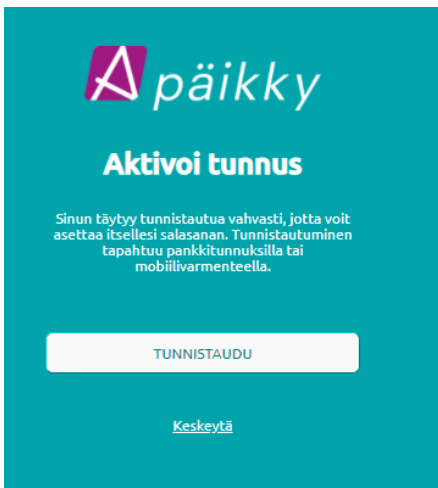 A päikky
Aktivoi tunnus
Sinun täytyy tunnistautua vahvasti, jotta voit
asettaa itsellesi salasanan. Tunnistautuminen
tapahtuu pankkitunnuksilla tai
mobiilivarmenteella.
TUNNISTAUDU
Keskeytä